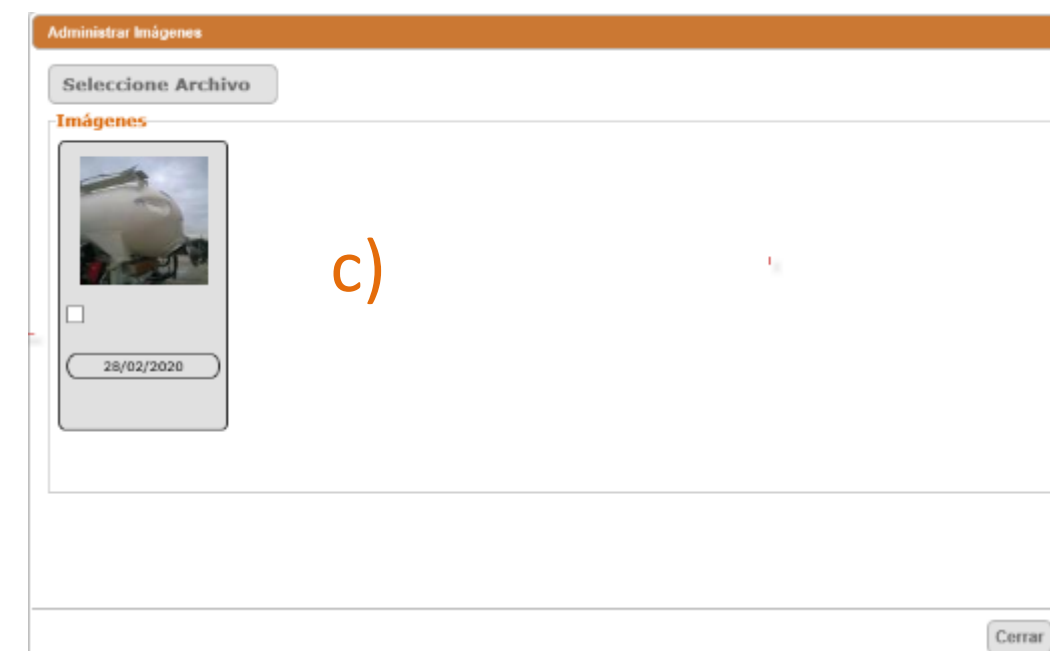 Administrar Imágenes
Seleccione Archivo
Imágenes
c)
28/02/2020
Cerrar